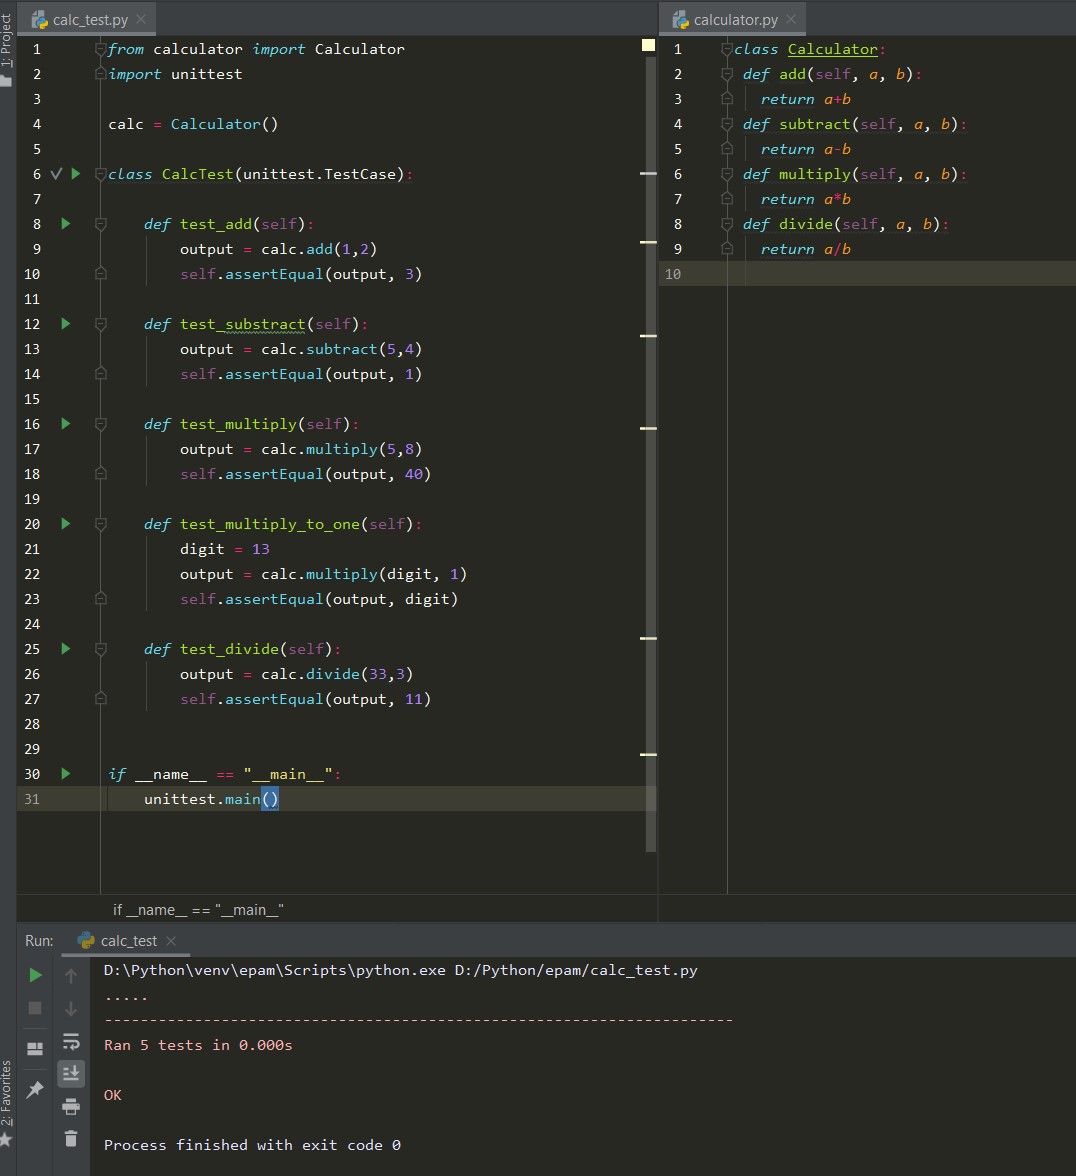 1: Project
calc_test.py
1 from calculator import Calculator
2 import unittest
3
4 calc = Calculator()
5
6 class CalcTest(unittest.TestCase):
7
8 def test_add(self):
9 output = calc.add(1,2)
10 self.assertEqual(output, 3)
11
12 def test_substract(self):
13 output = calc.subtract(5,4)
14 self.assertEqual(output, 1)
15
16 def test_multiply(self):
17 output = calc.multiply(5,8)
18 self.assertEqual(output, 40)
19
20 def test_multiply_to_one(self):
21 digit = 13
22 output = calc.multiply(digit, 1)
23 self.assertEqual(output, digit)
24
25 def test_divide(self):
26 output = calc.divide(33,3)
27 self.assertEqual(output, 11)
28
29
30 if __name__ == "__main__":
31 unittest.main()
if __name__ == "__main__"
calculator.py
1 class Calculator:
2 def add(self, a, b):
3 return a+b
4 def subtract(self, a, b):
5 return a-b
6 def multiply(self, a, b):
7 return a*b
8 def divide(self, a, b):
9 return a/b
10
Run: calc_test
D:\Python\venv\epam\Scripts\python.exe D:/Python/epam/calc_test.py
.....
----------------------------------------------------------------------
Ran 5 tests in 0.000s
OK
Process finished with exit code 0
2: Favorites